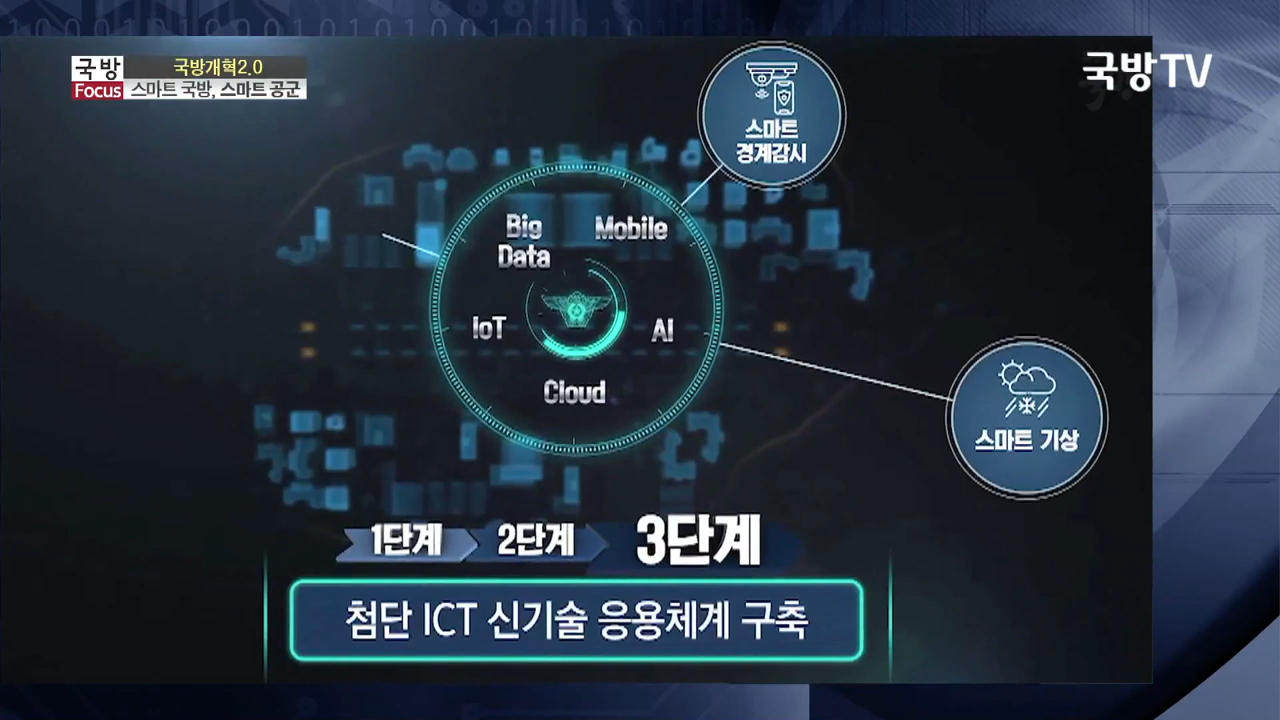 국방
Focus
국방개혁2.0
스마트 국방, 스마트 공군
국방TV
스마트
경계감시
Big
Data
Mobile
IoT
AI
Cloud
스마트 기상
1단계
2단계
3단계
첨단 ICT 신기술 응용체계 구축